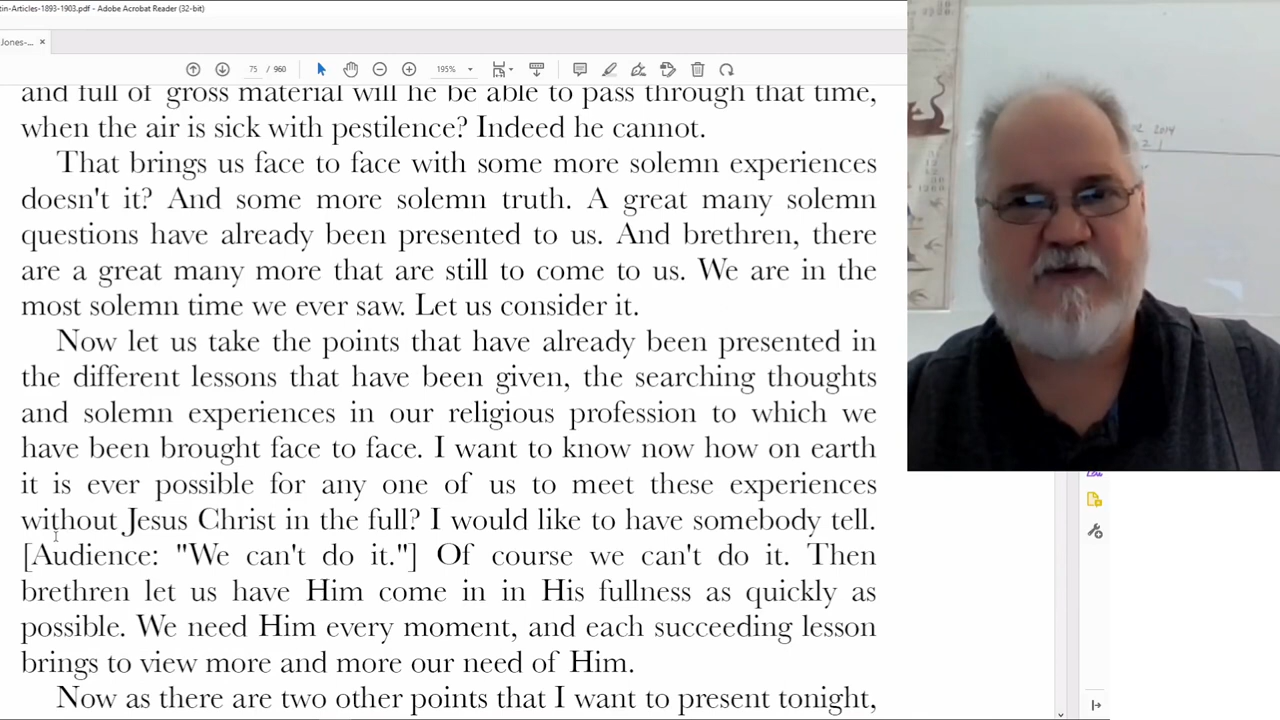 tin-Articles-1893-1903.pdf - Adobe Acrobat Reader (32-bit)
Jones-... ×
75 / 960 195%
and full of gross material will he be able to pass through that time,
when the air is sick with pestilence? Indeed he cannot.
That brings us face to face with some more solemn experiences
doesn't it? And some more solemn truth. A great many solemn
questions have already been presented to us. And brethren, there
are a great many more that are still to come to us. We are in the
most solemn time we ever saw. Let us consider it.
Now let us take the points that have already been presented in
the different lessons that have been given, the searching thoughts
and solemn experiences in our religious profession to which we
have been brought face to face. I want to know now how on earth
it is ever possible for any one of us to meet these experiences
without Jesus Christ in the full? I would like to have somebody tell.
[Audience: "We can't do it."] Of course we can't do it. Then
brethren let us have Him come in in His fullness as quickly as
possible. We need Him every moment, and each succeeding lesson
brings to view more and more our need of Him.
Now as there are two other points that I want to present tonight,
2014